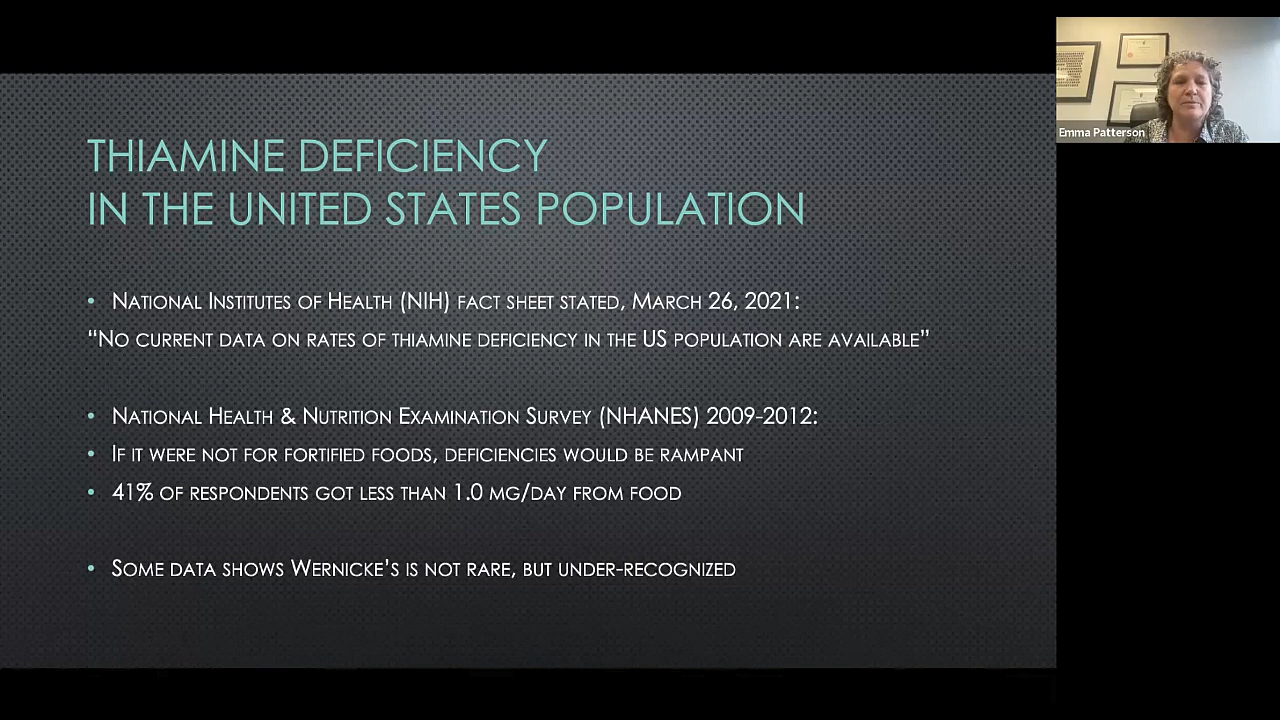 THIAMINE DEFICIENCY
IN THE UNITED STATES POPULATION
• NATIONAL INSTITUTES OF HEALTH (NIH) FACT SHEET STATED, MARCH 26, 2021:
“NO CURRENT DATA ON RATES OF THIAMINE DEFICIENCY IN THE US POPULATION ARE AVAILABLE”
• NATIONAL HEALTH & NUTRITION EXAMINATION SURVEY (NHANES) 2009-2012:
• IF IT WERE NOT FOR FORTIFIED FOODS, DEFICIENCIES WOULD BE RAMPANT
• 41% OF RESPONDENTS GOT LESS THAN 1.0 MG/DAY FROM FOOD
• SOME DATA SHOWS WERNICKE’S IS NOT RARE, BUT UNDER-RECOGNIZED
Emma Patterson